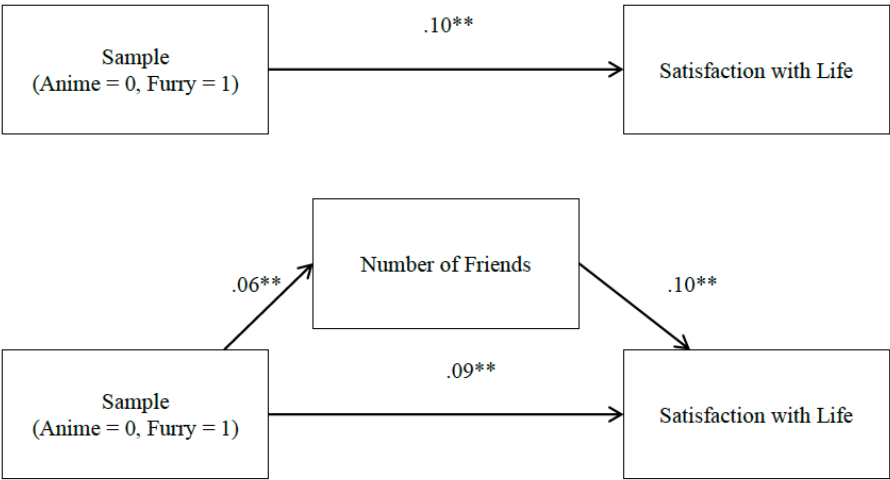 .10**
Sample
(Anime = 0, Furry = 1)
Satisfaction with Life
Number of Friends
.06**
.10**
.09**
Sample
(Anime = 0, Furry = 1)
Satisfaction with Life